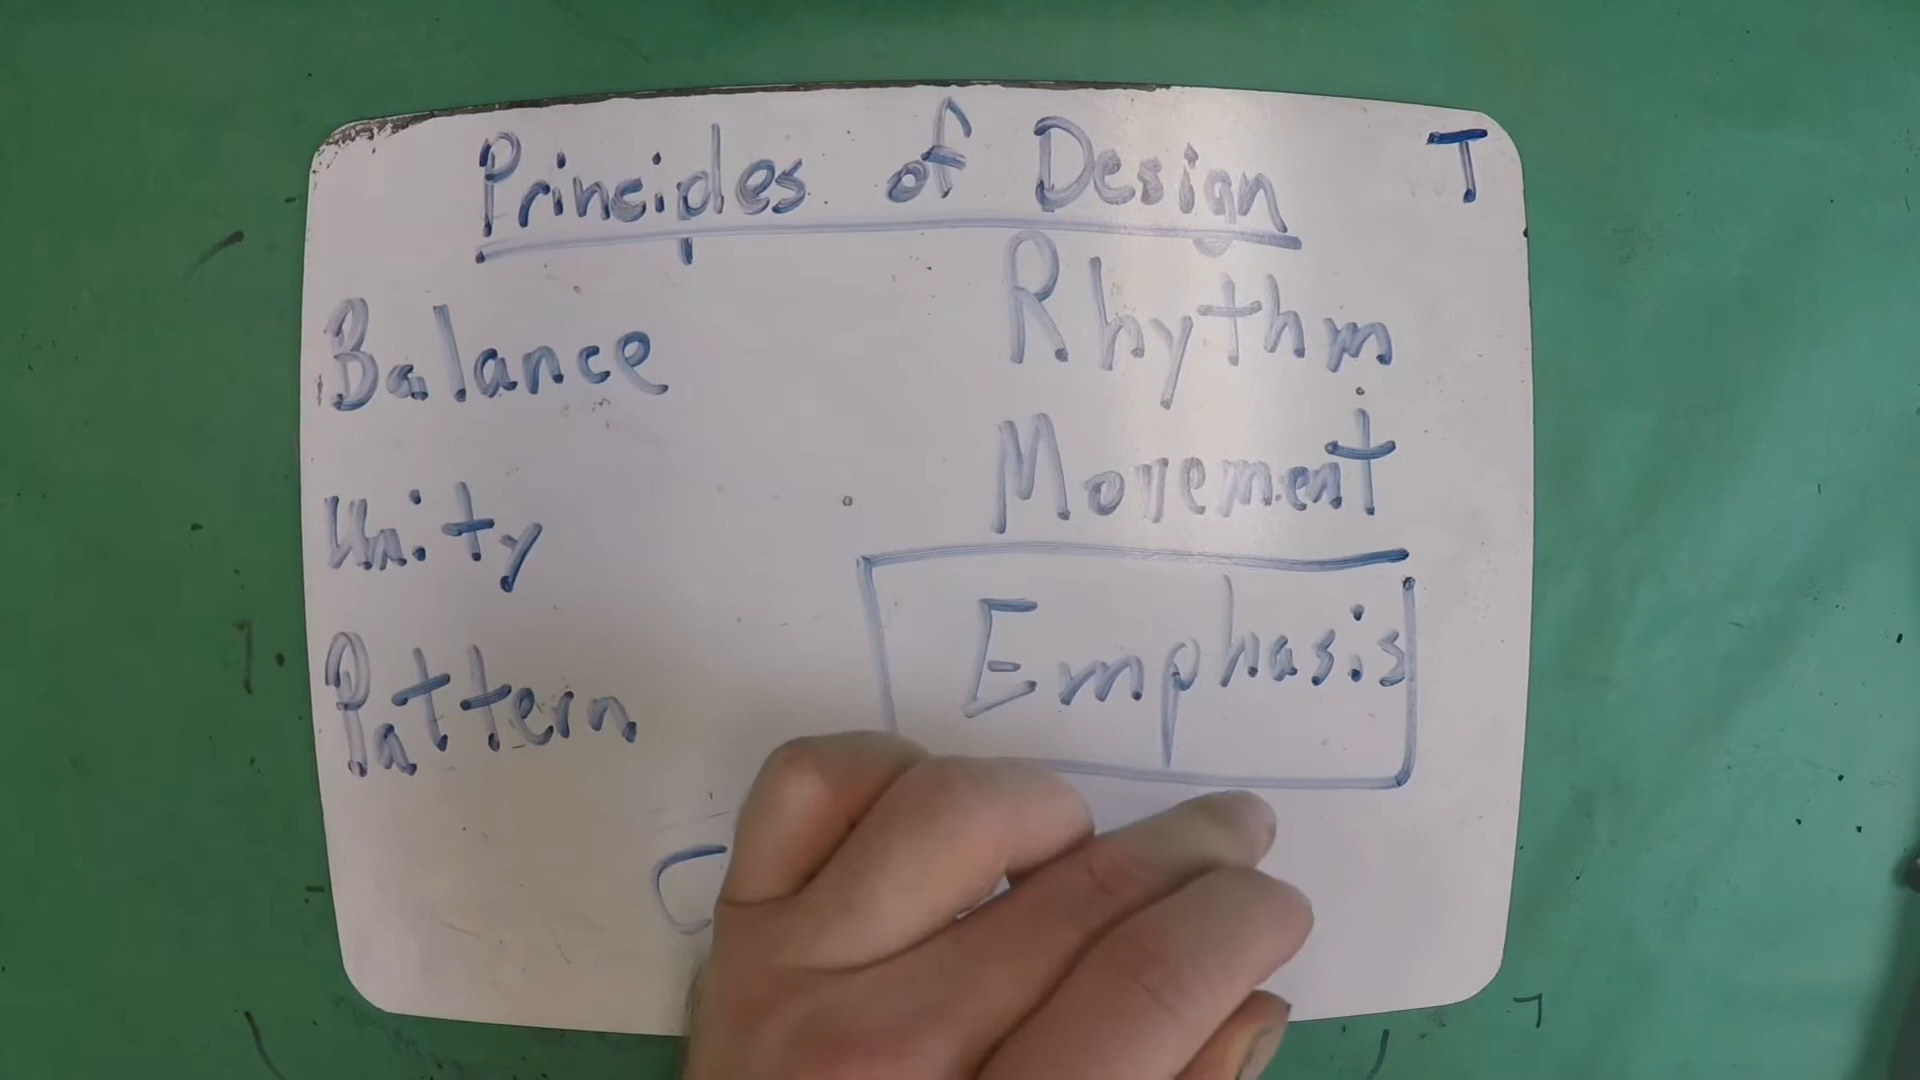 Principles of Design
T
Balance
Unity
Pattern
Rhythm
Movement
Emphasis
C